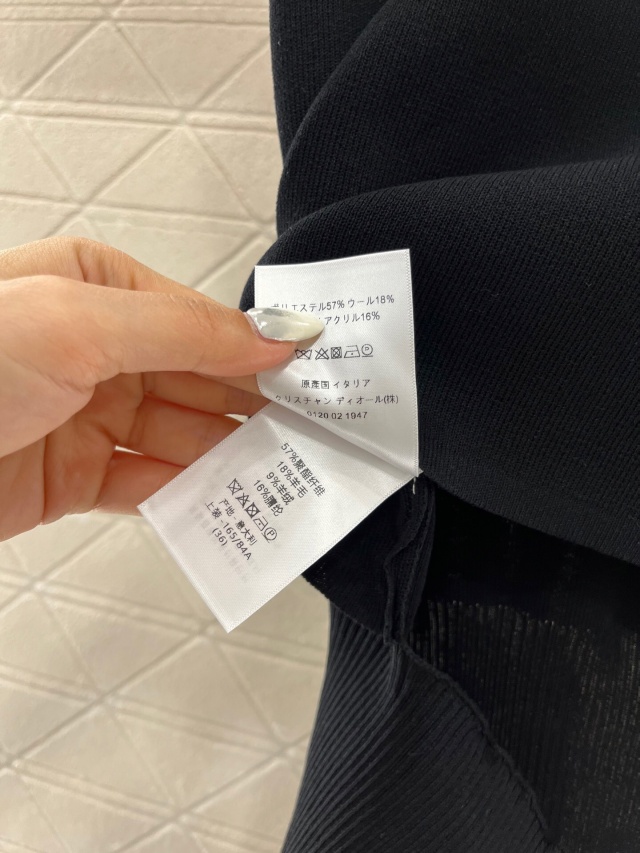 ポリエステル57% ウール18%
アクリル16%
原産国 イタリア
クリスチャン ディオール(株)
0120 02 1947
57%聚酯纤维
18%羊毛
9%羊绒
16%腈纶
产地:意大利
上装 -165/84A
(36)